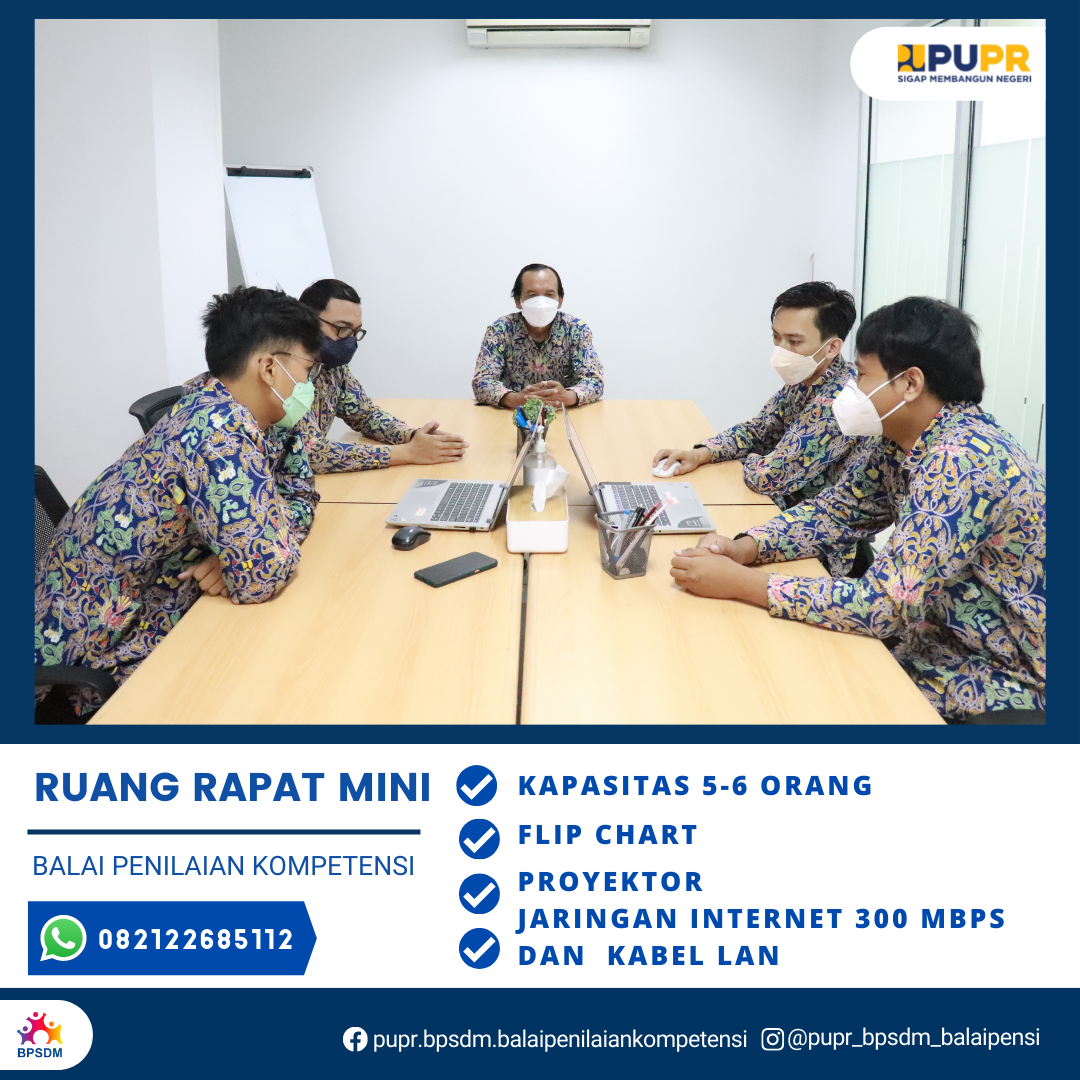 PUPR
SIGAP MEMBANGUN NEGERI
RUANG RAPAT MINI
BALAI PENILAIAN KOMPETENSI
082122685112
KAPASITAS 5-6 ORANG
FLIP CHART
PROYEKTOR
JARINGAN INTERNET 300 MBPS
DAN KABEL LAN
BPSDM
pupr.bpsdm.balaipenilaiankompetensi
@pupr_bpsdm_balaipensi